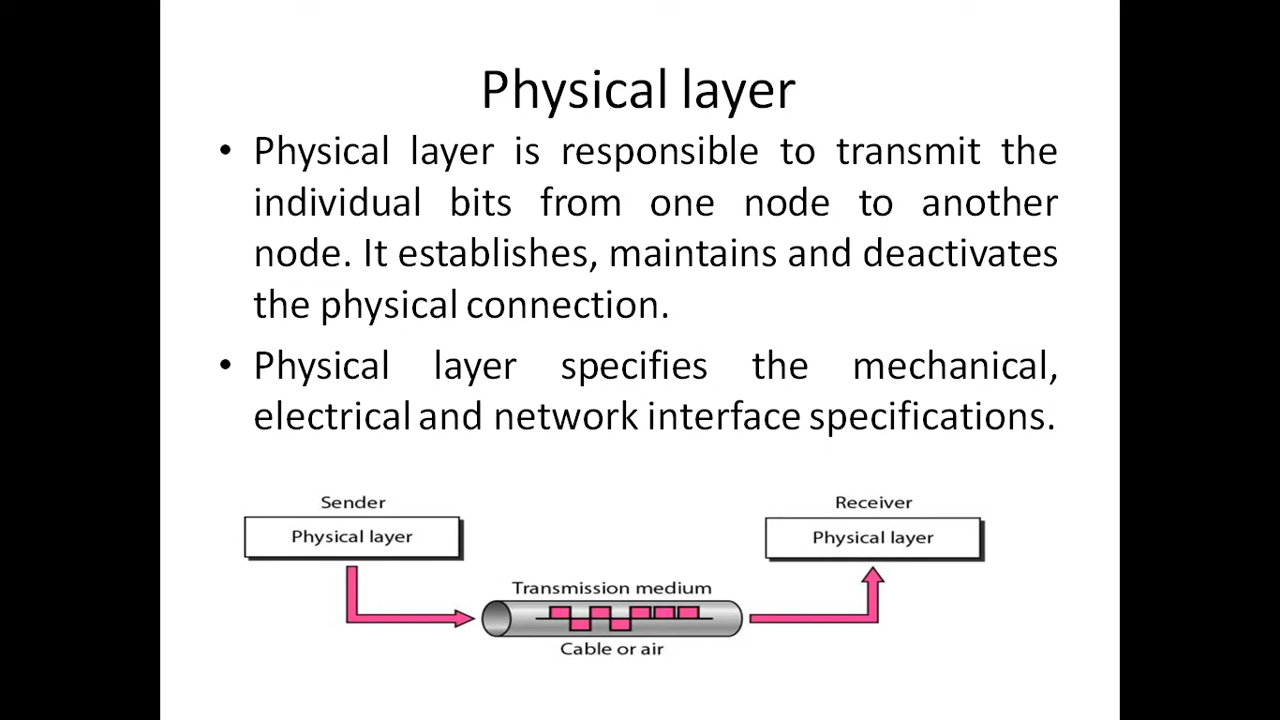 Physical layer
• Physical layer is responsible to transmit the
individual bits from one node to another
node. It establishes, maintains and deactivates
the physical connection.
• Physical layer specifies the mechanical,
electrical and network interface specifications.
Sender
Receiver
Physical layer
Physical layer
Transmission medium
Cable or air